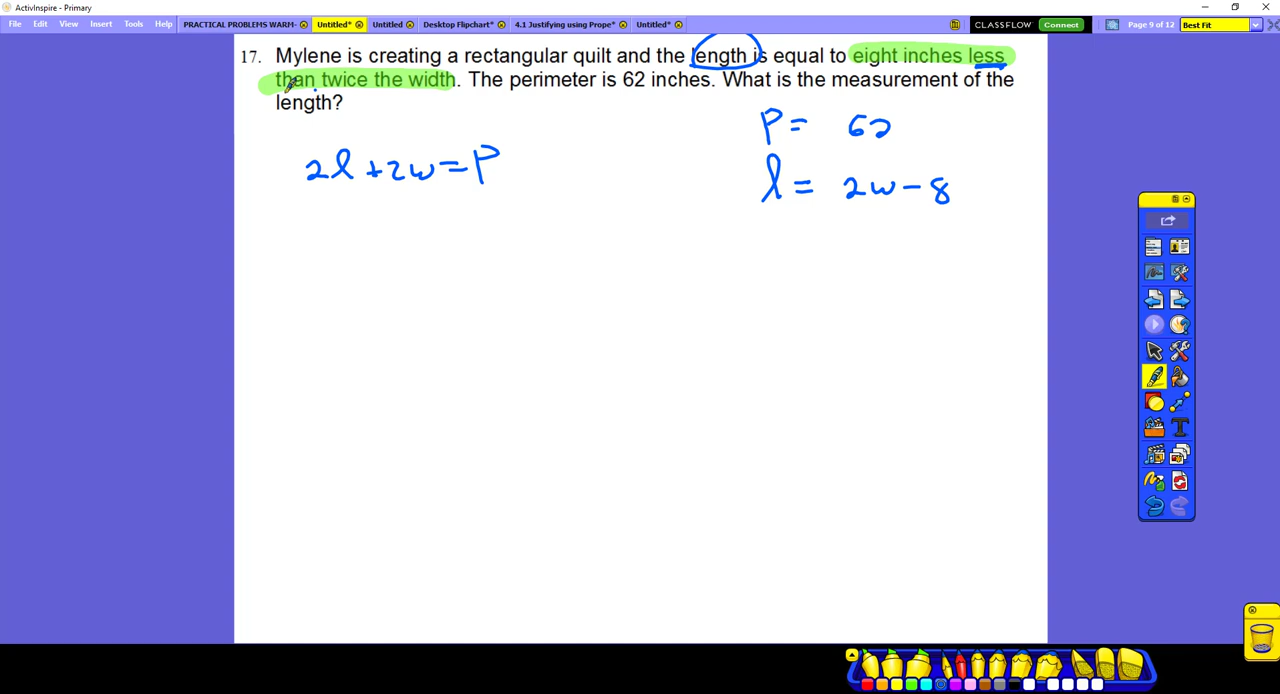 ActivInspire - Primary
File Edit View Insert Tools Help PRACTICAL PROBLEMS WARM- Untitled* Untitled Desktop Flipchart* 4.1 Justifying using Prope* Untitled* CLASSFLOW Connect Page 9 of 12 Best Fit
17. Mylene is creating a rectangular quilt and the length is equal to eight inches less
than twice the width. The perimeter is 62 inches. What is the measurement of the
length?
P = 62
2l + 2w = P
l = 2w - 8